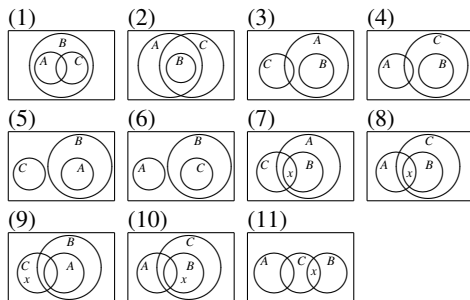 (1) (2) (3) (4)
B A C A C
A C B C B A B
(5) (6) (7) (8)
B B A C
C A A C C x B A x B
(9) (10) (11)
B C
C x A A B x A C x B